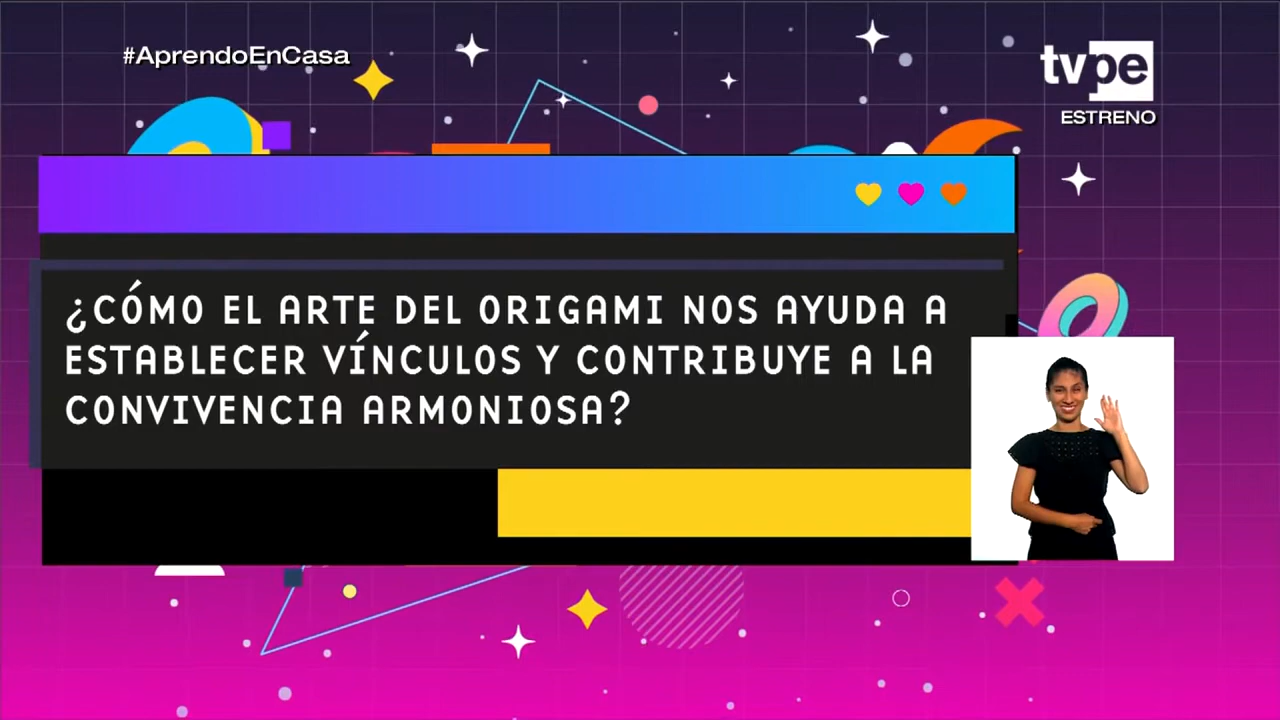 #AprendoEnCasa
tvpe
ESTRENO
¿CÓMO EL ARTE DEL ORIGAMI NOS AYUDA A
ESTABLECER VÍNCULOS Y CONTRIBUYE A LA
CONVIVENCIA ARMONIOSA?